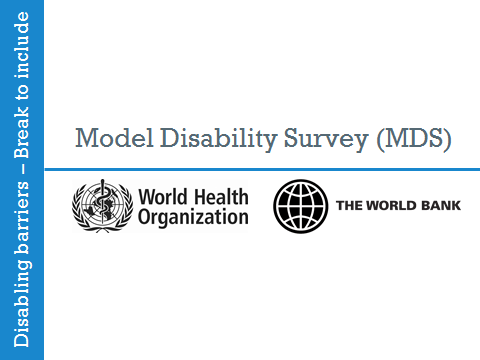 Disabling barriers – Break to include
Model Disability Survey (MDS)
World Health
Organization
THE WORLD BANK